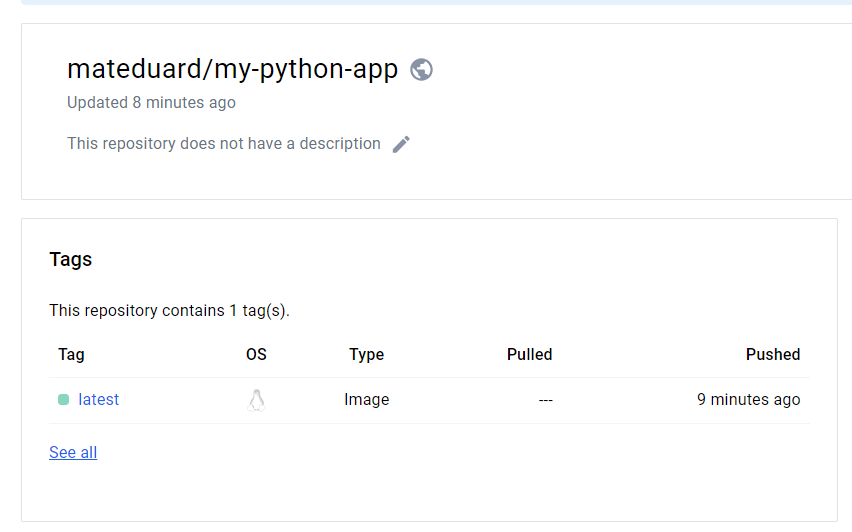 mateduard/my-python-app
Updated 8 minutes ago
This repository does not have a description
Tags
This repository contains 1 tag(s).
Tag OS Type Pulled Pushed
latest Image --- 9 minutes ago
See all